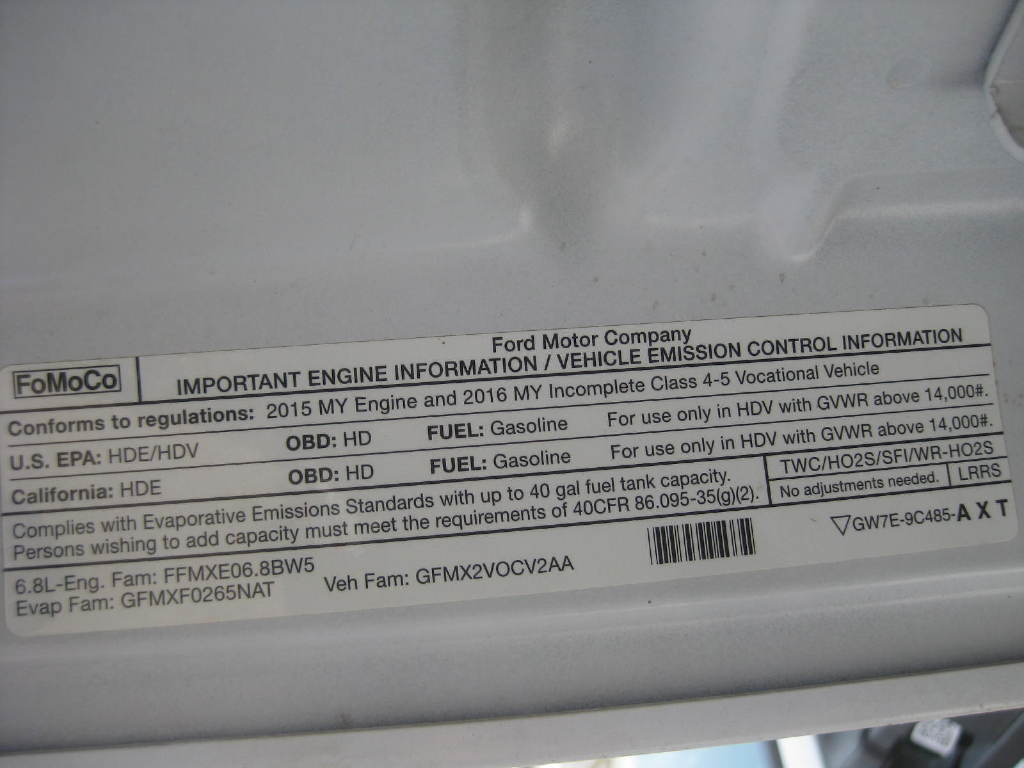 Ford Motor Company
FoMoCo IMPORTANT ENGINE INFORMATION / VEHICLE EMISSION CONTROL INFORMATION
Conforms to regulations: 2015 MY Engine and 2016 MY Incomplete Class 4-5 Vocational Vehicle
U.S. EPA: HDE/HDV OBD: HD FUEL: Gasoline For use only in HDV with GVWR above 14,000#.
California: HDE OBD: HD FUEL: Gasoline For use only in HDV with GVWR above 14,000#.
Complies with Evaporative Emissions Standards with up to 40 gal fuel tank capacity.
Persons wishing to add capacity must meet the requirements of 40CFR 86.095-35(g)(2).
TWC/HO2S/SFI/WR-HO2S
No adjustments needed. LRRS
6.8L-Eng. Fam: FFMXE06.8BW5
Evap Fam: GFMXF0265NAT
Veh Fam: GFMX2VOCV2AA
GW7E-9C485-A X T